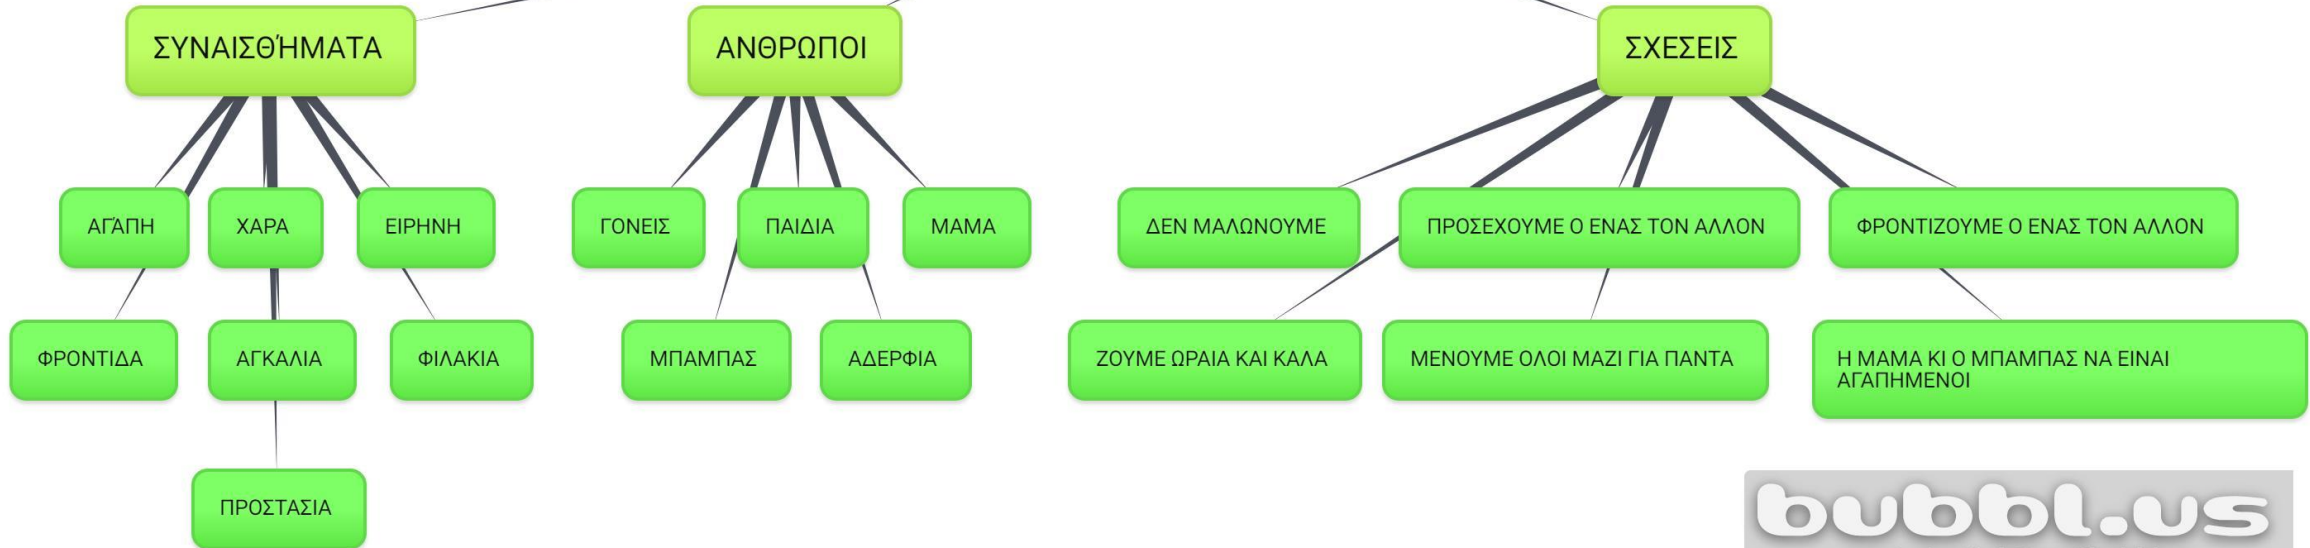 ΣΥΝΑΙΣΘΉΜΑΤΑ
ΑΝΘΡΩΠΟΙ
ΣΧΕΣΕΙΣ
ΑΓΆΠΗ
ΧΑΡΑ
ΕΙΡΗΝΗ
ΓΟΝΕΙΣ
ΠΑΙΔΙΑ
ΜΑΜΑ
ΔΕΝ ΜΑΛΩΝΟΥΜΕ
ΠΡΟΣΕΧΟΥΜΕ Ο ΕΝΑΣ ΤΟΝ ΑΛΛΟΝ
ΦΡΟΝΤΙΖΟΥΜΕ Ο ΕΝΑΣ ΤΟΝ ΑΛΛΟΝ
ΦΡΟΝΤΙΔΑ
ΑΓΚΑΛΙΑ
ΦΙΛΑΚΙΑ
ΜΠΑΜΠΑΣ
ΑΔΕΡΦΙΑ
ΖΟΥΜΕ ΩΡΑΙΑ ΚΑΙ ΚΑΛΑ
ΜΕΝΟΥΜΕ ΟΛΟΙ ΜΑΖΙ ΓΙΑ ΠΑΝΤΑ
Η ΜΑΜΑ ΚΙ Ο ΜΠΑΜΠΑΣ ΝΑ ΕΙΝΑΙ
ΑΓΑΠΗΜΕΝΟΙ
ΠΡΟΣΤΑΣΙΑ
bubbl.us